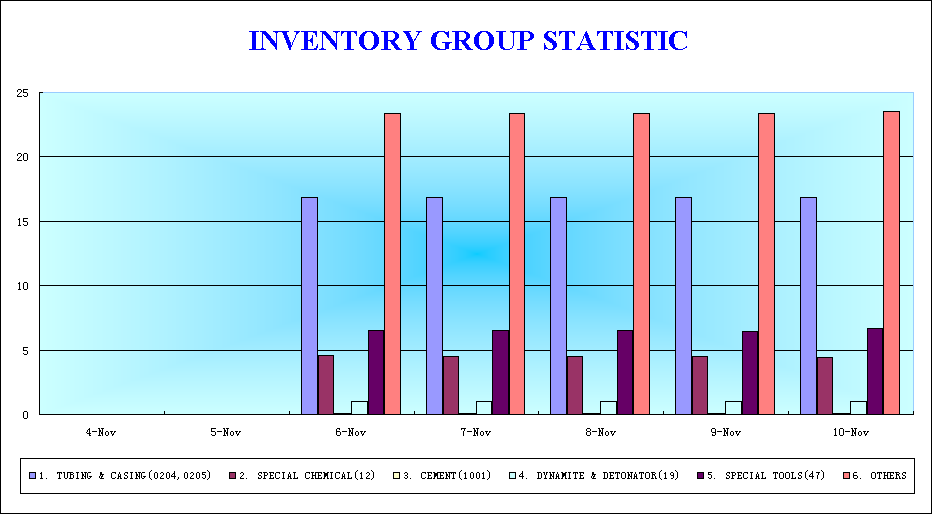 INVENTORY GROUP STATISTIC
25
20
15
10
5
0
4-Nov 5-Nov 6-Nov 7-Nov 8-Nov 9-Nov 10-Nov
1. TUBING & CASING(0204,0205) 2. SPECIAL CHEMICAL(12) 3. CEMENT(1001) 4. DYNAMITE & DETONATOR(19) 5. SPECIAL TOOLS(47) 6. OTHERS